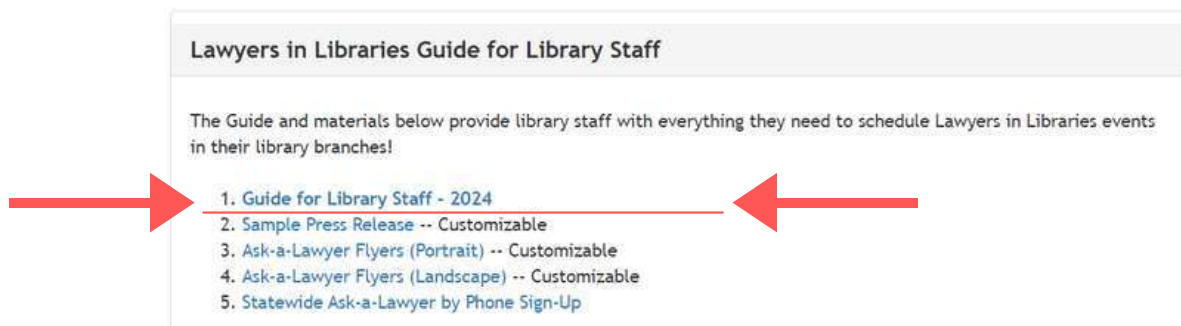 Lawyers in Libraries Guide for Library Staff
The Guide and materials below provide library staff with everything they need to schedule Lawyers in Libraries events
in their library branches!
1. Guide for Library Staff - 2024
2. Sample Press Release -- Customizable
3. Ask-a-Lawyer Flyers (Portrait) -- Customizable
4. Ask-a-Lawyer Flyers (Landscape) -- Customizable
5. Statewide Ask-a-Lawyer by Phone Sign-Up